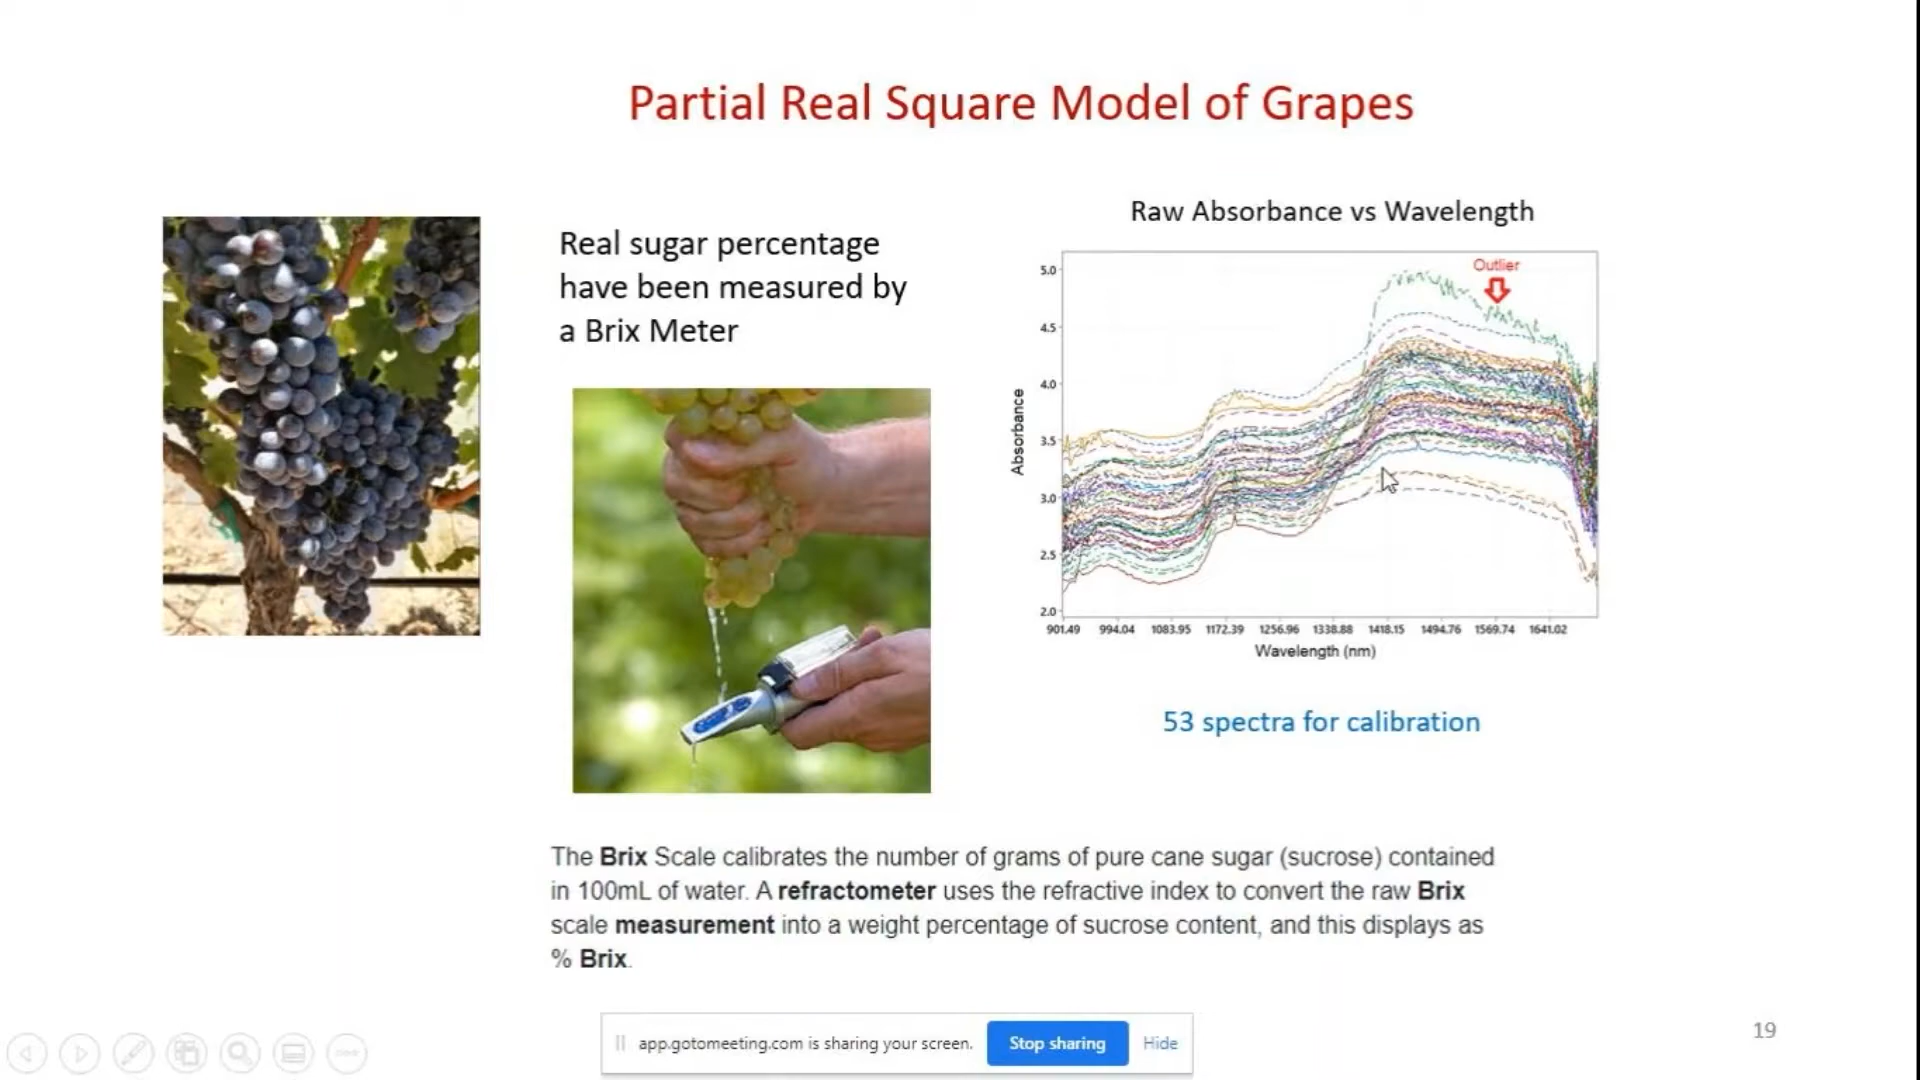 Partial Real Square Model of Grapes
Real sugar percentage
have been measured by
a Brix Meter
Raw Absorbance vs Wavelength
Outlier
5.0
4.5
4.0
3.5
3.0
2.5
2.0
Absorbance
901.49 994.04 1083.95 1172.39 1256.96 1338.88 1418.15 1494.76 1569.74 1641.02
Wavelength (nm)
53 spectra for calibration
The Brix Scale calibrates the number of grams of pure cane sugar (sucrose) contained
in 100mL of water. A refractometer uses the refractive index to convert the raw Brix
scale measurement into a weight percentage of sucrose content, and this displays as
% Brix.
app.gotomeeting.com is sharing your screen. Stop sharing Hide
19